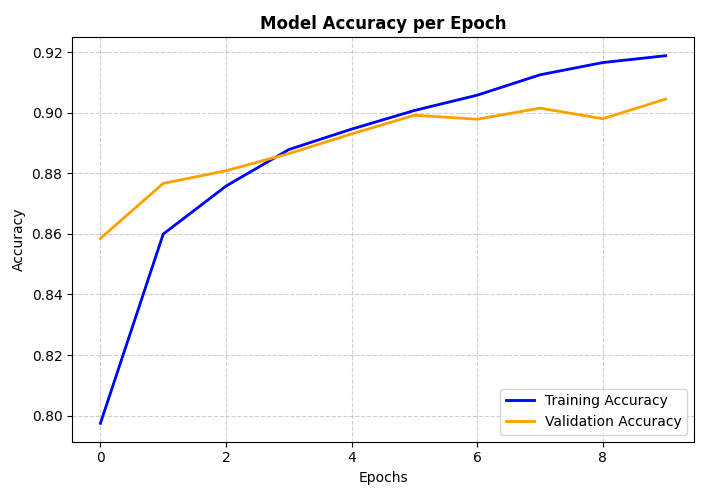 Model Accuracy per Epoch
0.92
0.90
0.88
0.86
0.84
0.82
0.80
Accuracy
0 2 4 6 8
Epochs
Training Accuracy
Validation Accuracy